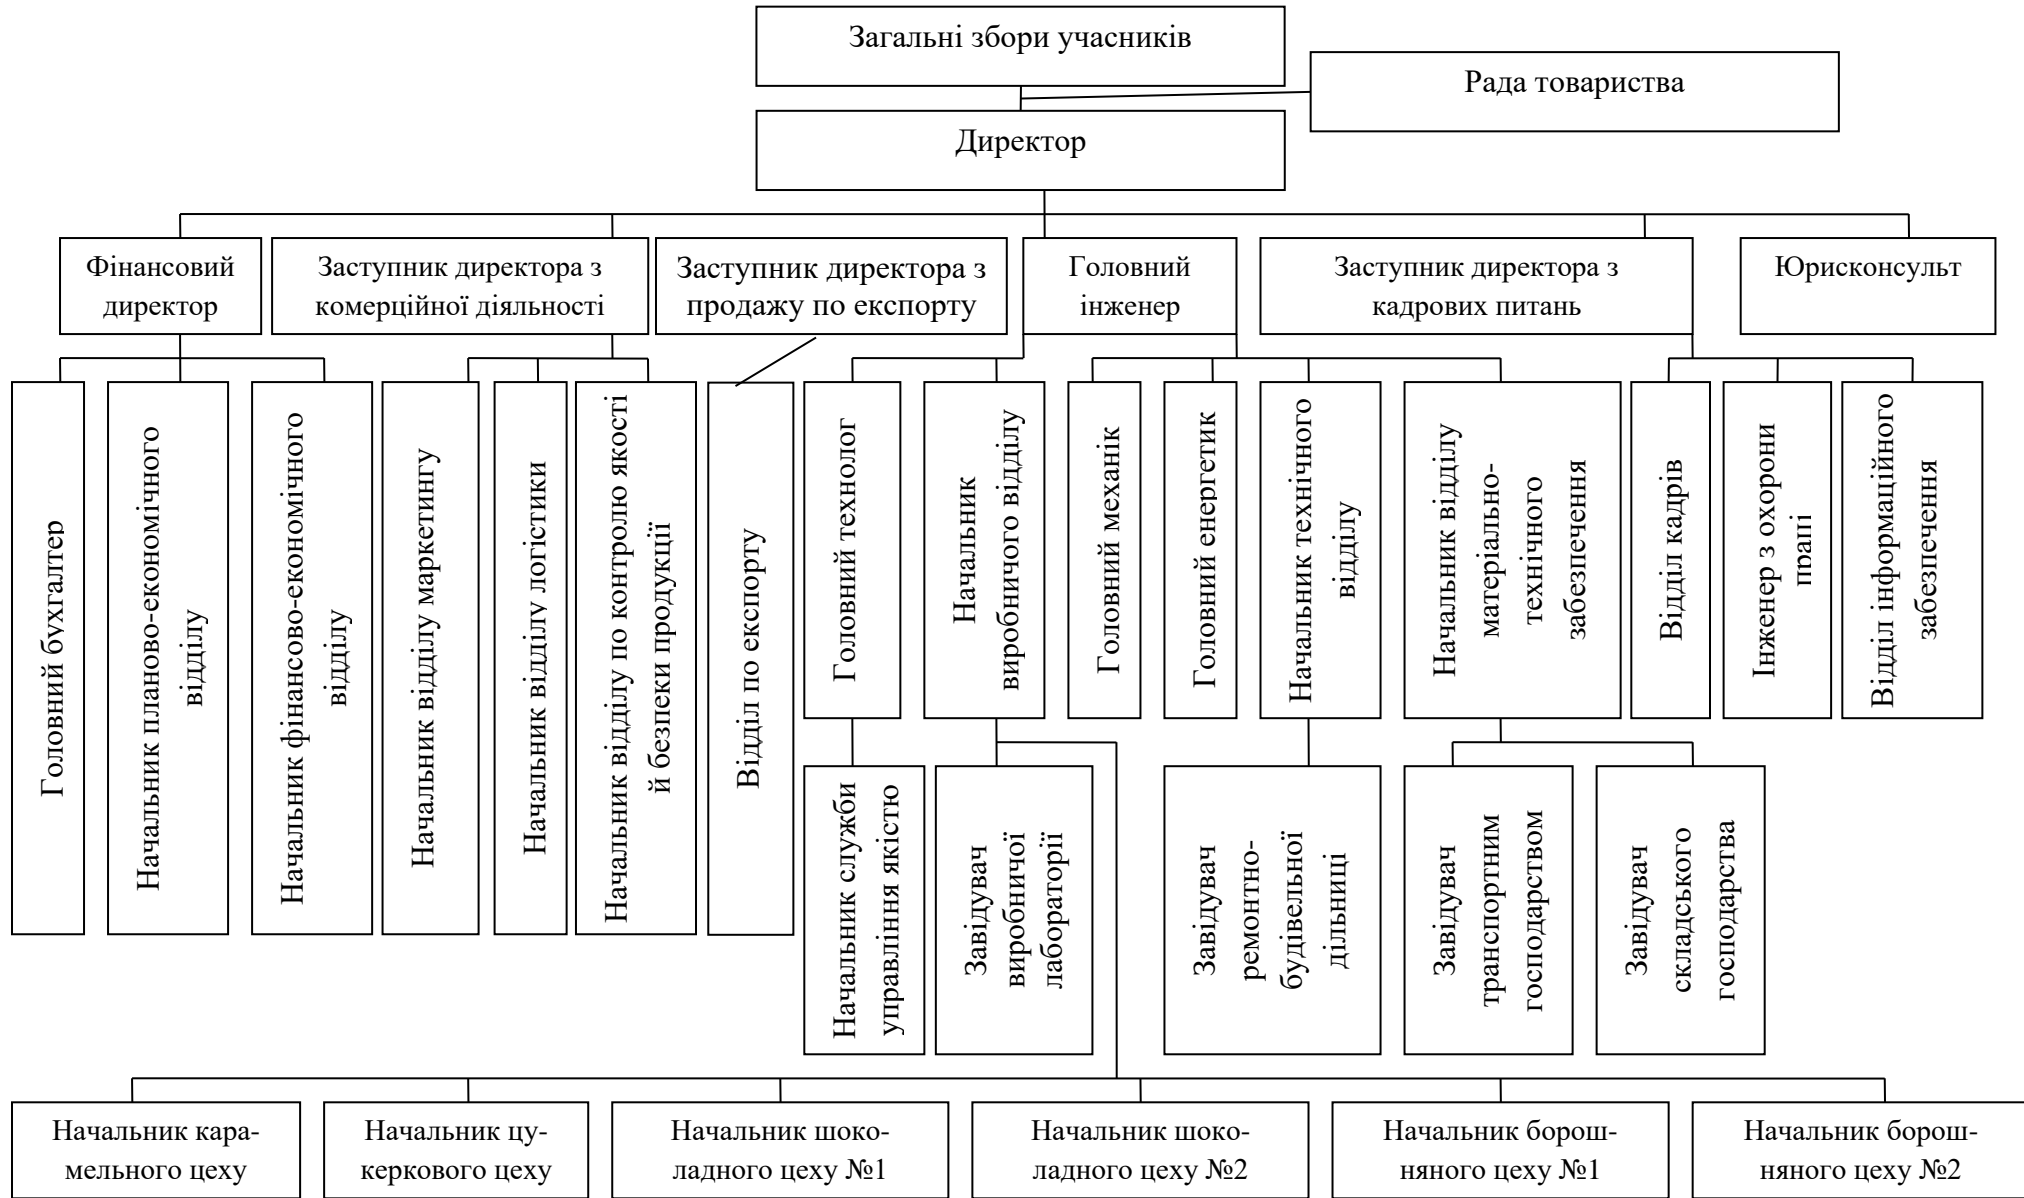 Загальні збори учасників
Рада товариства
Директор
Фінансовий
директор
Заступник директора з
комерційної діяльності
Заступник директора з
продажу по експорту
Головний
інженер
Заступник директора з
кадрових питань
Юрисконсульт
Головний бухгалтер
Начальник планово-економічного
відділу
Начальник фінансово-економічного
відділу
Начальник відділу маркетингу
Начальник відділу логістики
Начальник відділу по контролю якості
й безпеки продукції
Відділ по експорту
Головний технолог
Начальник
виробничого відділу
Головний механік
Головний енергетик
Начальник технічного
відділу
Начальник відділу
матеріально-
технічного
забезпечення
Відділ кадрів
Інженер з охорони
праці
Відділ інформаційного
забезпечення
Начальник служби
управління якістю
Завідувач
виробничої
лабораторії
Завідувач
ремонтно-
будівельної
дільниці
Завідувач
транспортним
господарством
Завідувач
складського
господарства
Начальник кара-
мельного цеху
Начальник цу-
керкового цеху
Начальник шоко-
ладного цеху №1
Начальник шоко-
ладного цеху №2
Начальник борош-
няного цеху №1
Начальник борош-
няного цеху №2